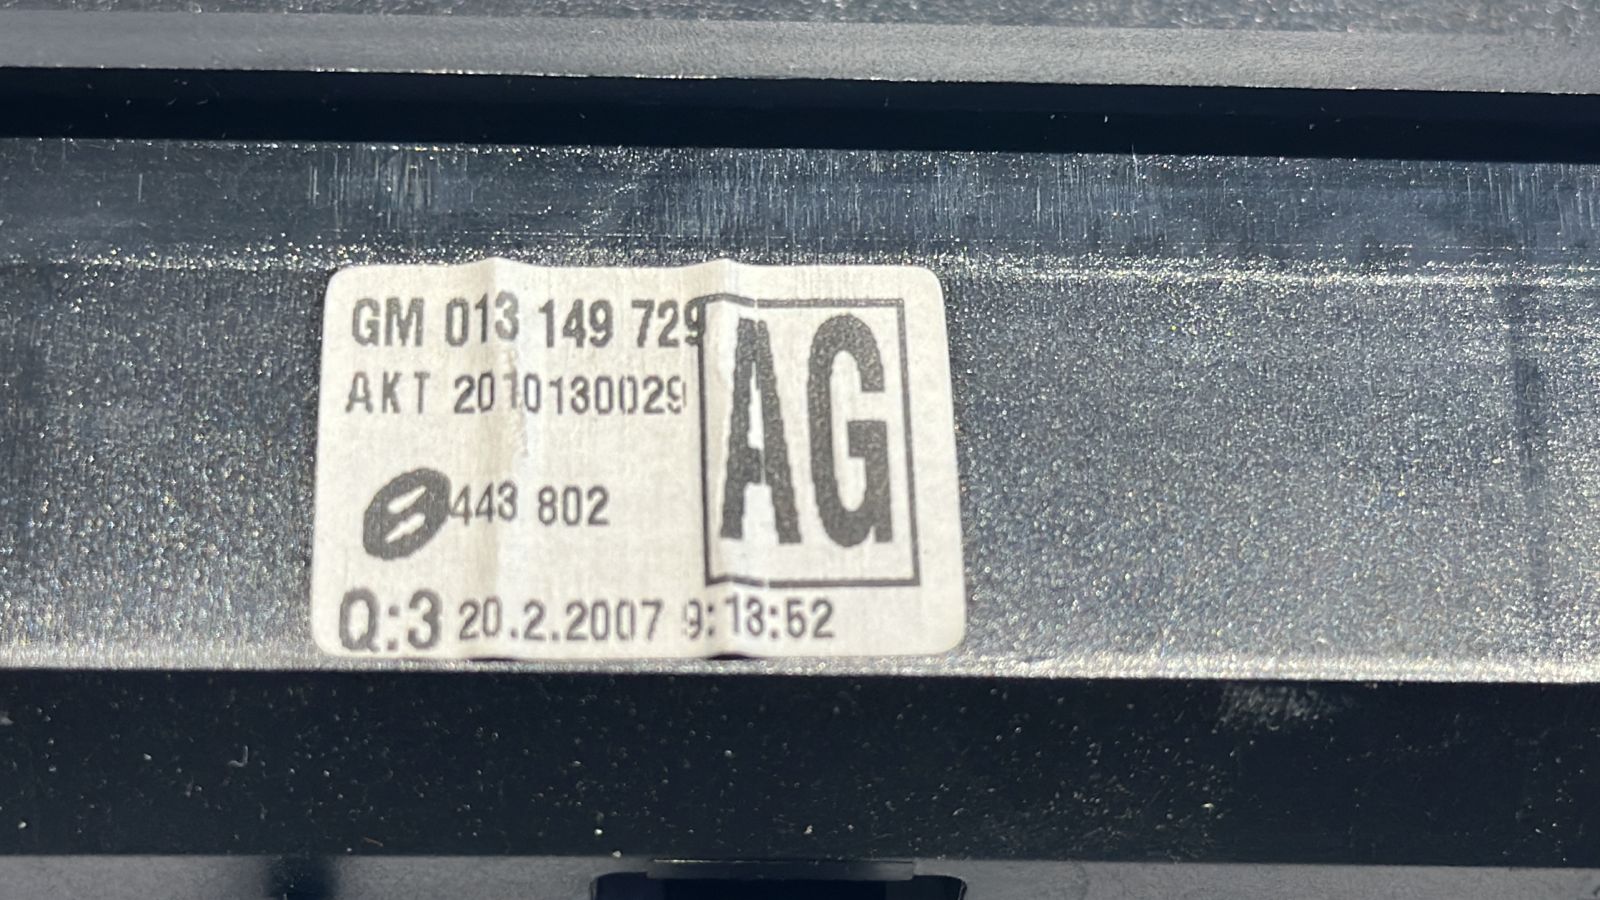 GM 013 149 729
AG
AKT 2010130029
443 802
Q:3 20.2.2007 9:13:52